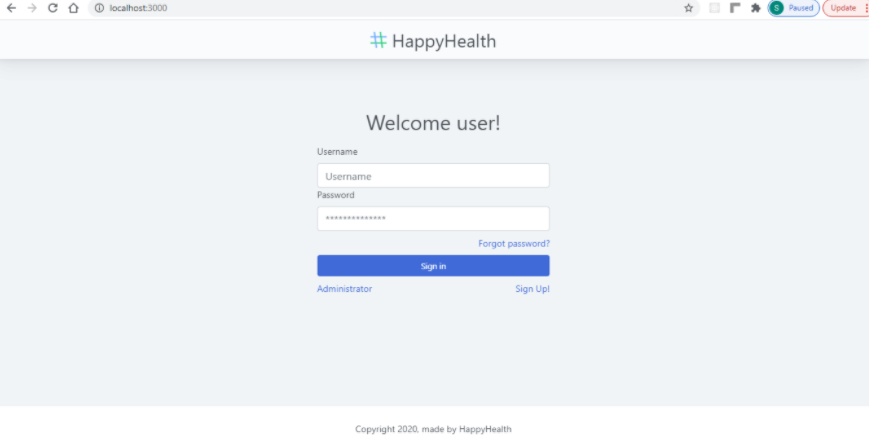 localhost:3000
S Paused Update
HappyHealth
Welcome user!
Username
Username
Password
**************
Forgot password?
Sign in
Administrator Sign Up!
Copyright 2020, made by HappyHealth